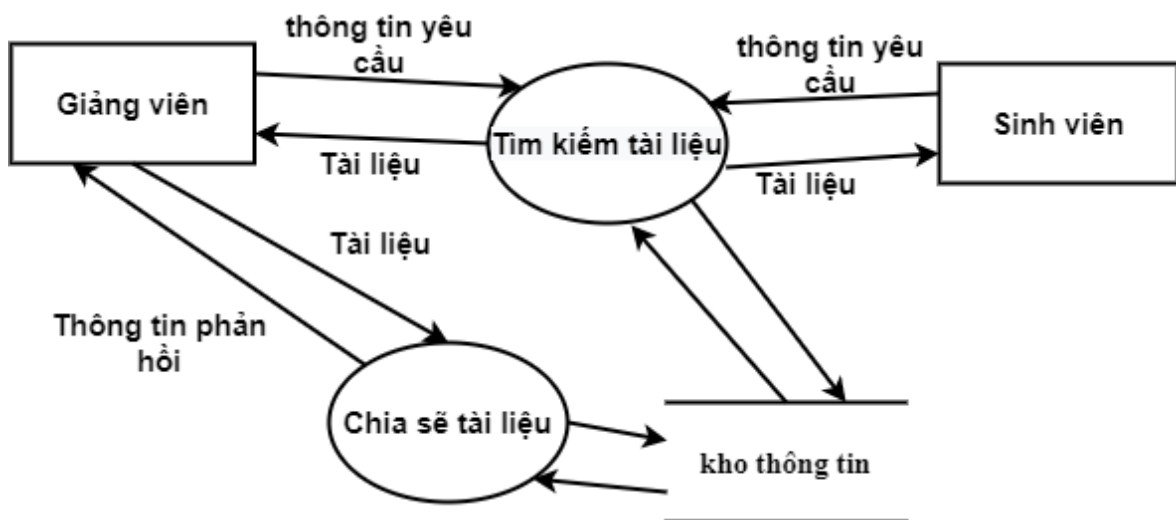 thông tin yêu
cầu
thông tin yêu
cầu
Giảng viên
Tìm kiếm tài liệu
Sinh viên
Tài liệu
Tài liệu
Tài liệu
Thông tin phản
hồi
Chia sẽ tài liệu
kho thông tin